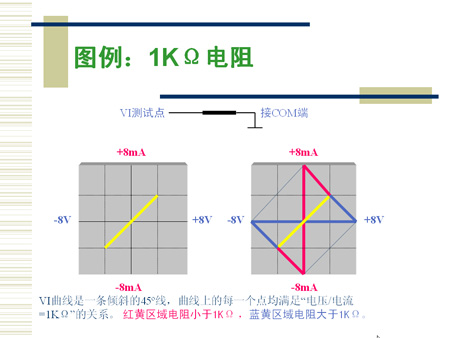 图例：1KΩ电阻
VI测试点 接COM端
+8mA +8mA
-8V +8V -8V +8V
-8mA -8mA
VI曲线是一条倾斜的45°线，曲线上的每一个点均满足“电压/电流
=1KΩ”的关系。红黄区域电阻小于1KΩ，蓝黄区域电阻大于1KΩ。